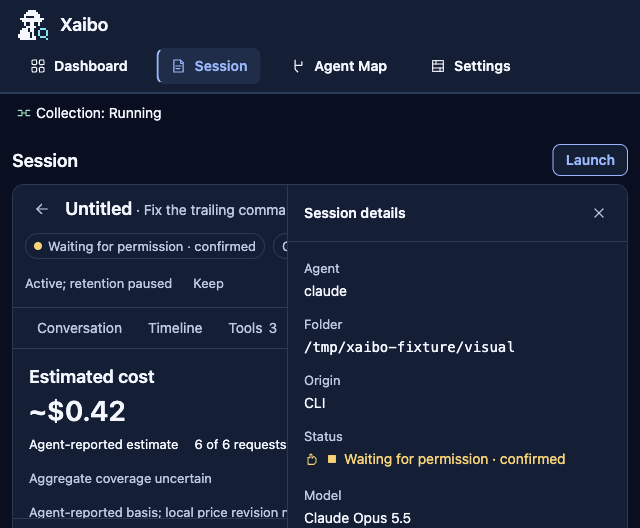 Xaibo
Dashboard Session Agent Map Settings
Collection: Running
Session Launch
Untitled · Fix the trailing comma
Waiting for permission · confirmed
Active; retention paused Keep
Conversation Timeline Tools 3
Estimated cost
~$0.42
Agent-reported estimate 6 of 6 requests
Aggregate coverage uncertain
Agent-reported basis; local price revision
Session details
Agent
claude
Folder
/tmp/xaibo-fixture/visual
Origin
CLI
Status
Waiting for permission · confirmed
Model
Claude Opus 5.5